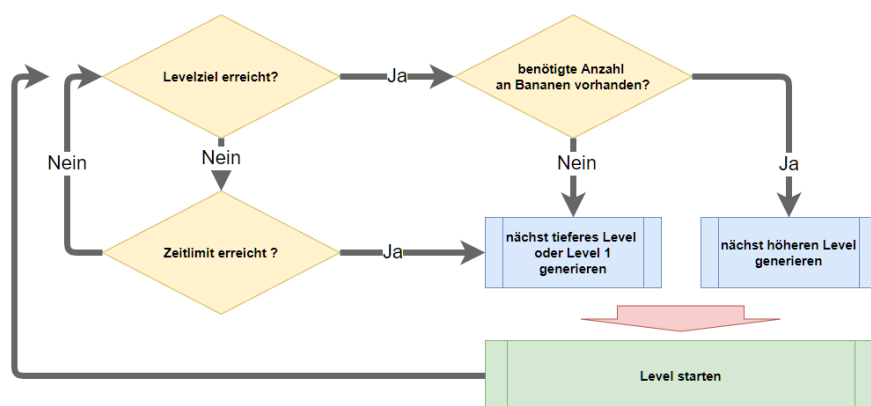 Levelziel erreicht?
Ja
benötigte Anzahl
an Bananen vorhanden?
Nein
Nein
Nein
Ja
Zeitlimit erreicht ?
Ja
nächst tieferes Level
oder Level 1
generieren
nächst höheren Level
generieren
Level starten